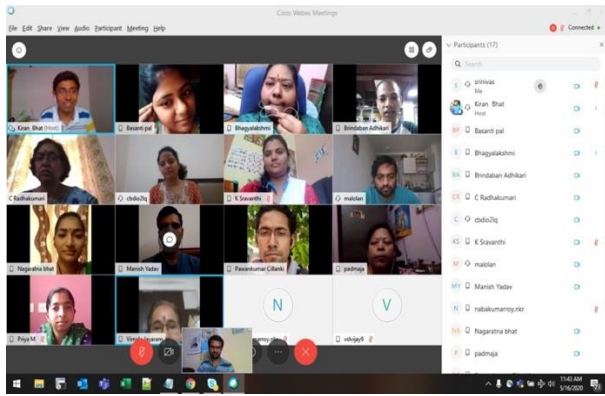 Cisco Webex Meetings
File Edit Share View Audio Participant Meeting Help
Connected
Participants (17)
Search
srinivas
Me
Kiran Bhat
Host
Basanti pal
Bhagyalakshmi
Brindaban Adhikari
C Radhakumari
cbdio2lq
K Sravanthi
malolan
Manish Yadav
nabakumarroy.nkr
Nagaratna bhat
padmaja
Kiran Bhat (Host)
Basanti pal
Bhagyalakshmi
Brindaban Adhikari
C Radhakumari
cbdio2lq
K Sravanthi
malolan
Nagaratna bhat
Manish Yadav
Pawankumar Cillanki
padmaja
N
V
Priya M
vshijay9
11:43 AM
5/16/2020